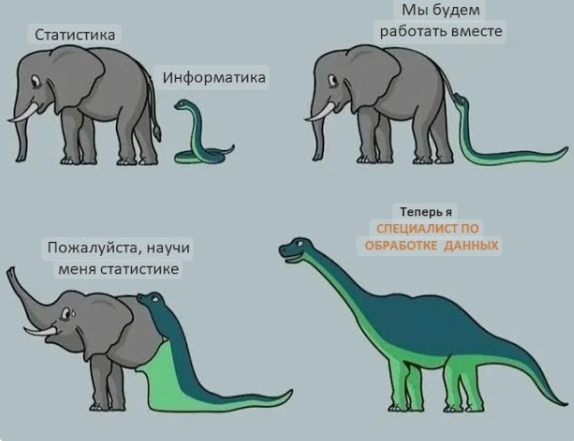 Статистика
Информатика
Мы будем
работать вместе
Пожалуйста, научи
меня статистике
Теперь я
СПЕЦИАЛИСТ ПО
ОБРАБОТКЕ ДАННЫХ